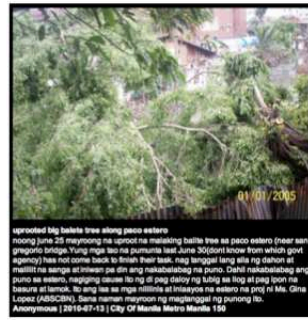 01/01/2005
uprooted big balete tree along paco estero
noong june 25 mayroong na uproot na malaking balite tree sa paco estero (near san
gregorio bridge.Yung mga tao na pumunta last June 30(dont know from which govt
agency) has not come back to finish their task. nag tanggal lang sila ng dahon at
maliliit na sanga at iniwan pa din ang nakabalabag na puno. Dahil nakabalabag ang
puno sa estero, nagiging cause ito ng di pag daloy ng tubig sa ilog at pag ipon na
basura at lamok. Ito ang isa sa mga nililinis at inisaayos na estero na proj ni Ms. Gina
Lopez (ABSCBN). Sana naman mayroon ng magtanggal ng punong ito.
Anonymous | 2010-07-13 | City Of Manila Metro Manila 150